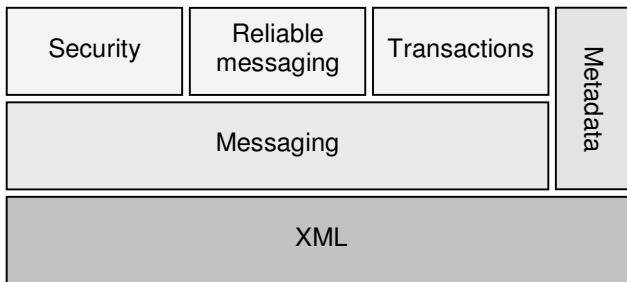 Security
Reliable
messaging
Transactions
Metadata
Messaging
XML